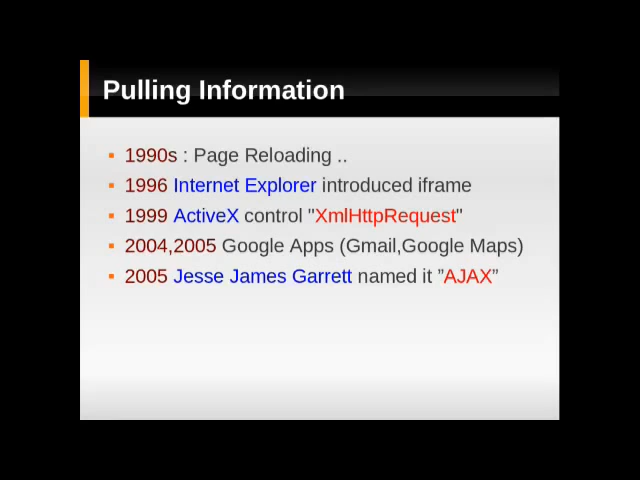 Pulling Information
1990s : Page Reloading ..
1996 Internet Explorer introduced iframe
1999 ActiveX control "XmlHttpRequest"
2004,2005 Google Apps (Gmail,Google Maps)
2005 Jesse James Garrett named it ”AJAX”